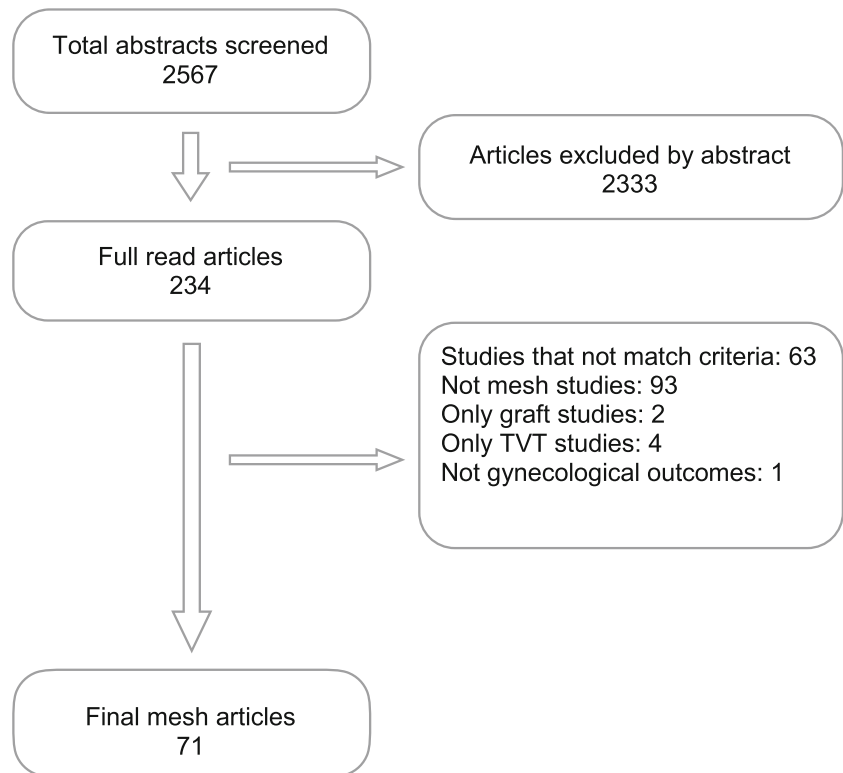 Total abstracts screened
2567
Articles excluded by abstract
2333
Full read articles
234
Studies that not match criteria: 63
Not mesh studies: 93
Only graft studies: 2
Only TVT studies: 4
Not gynecological outcomes: 1
Final mesh articles
71